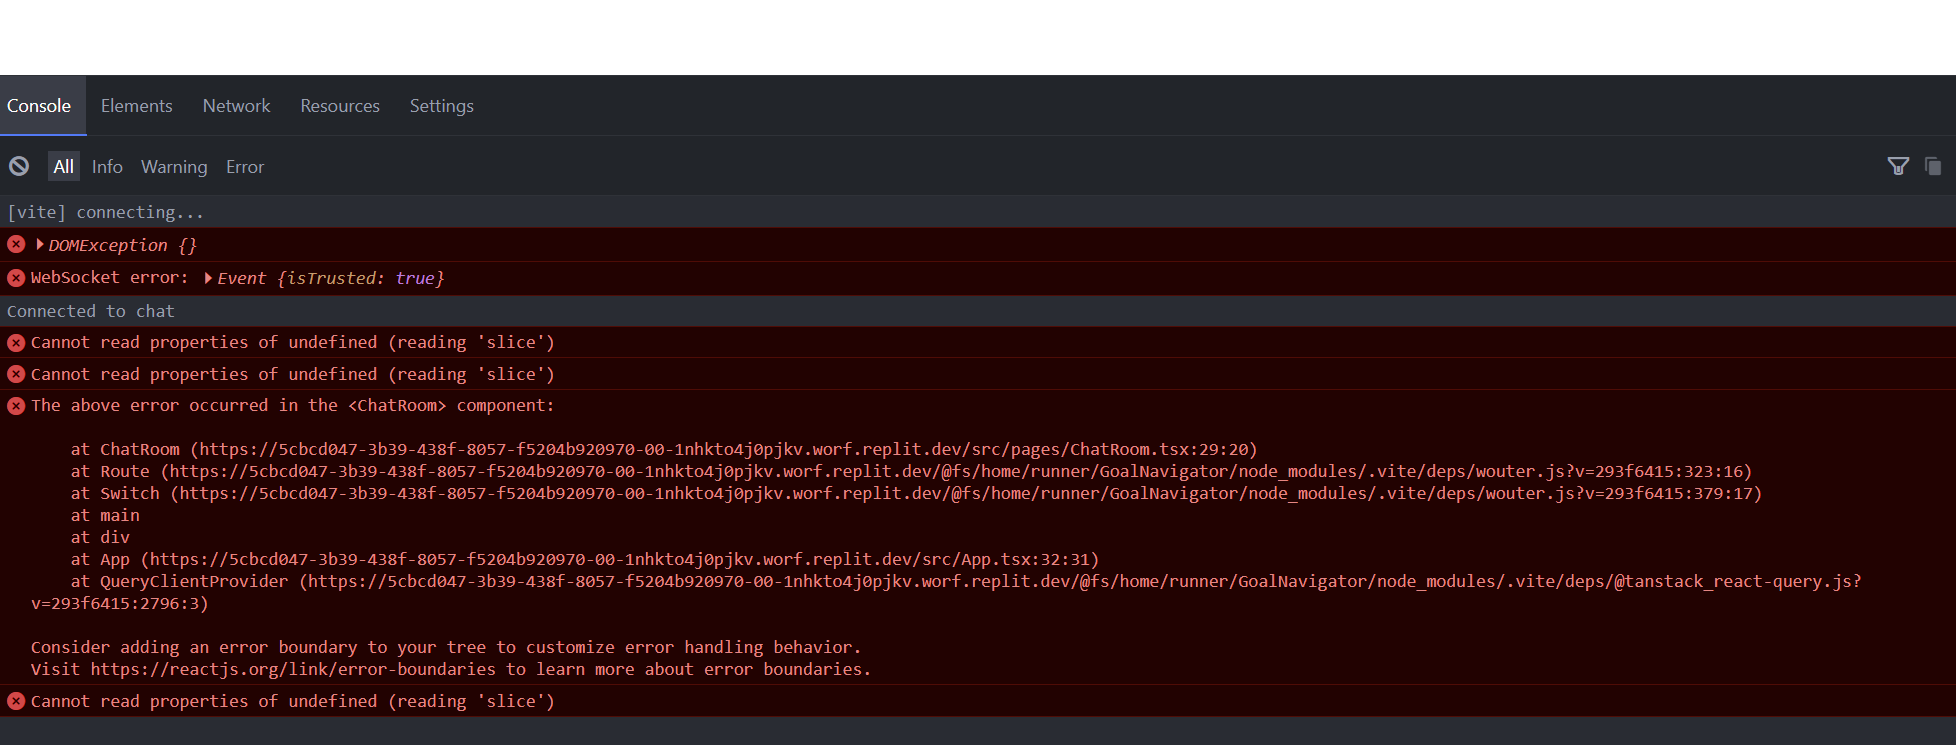 Console Elements Network Resources Settings
All Info Warning Error
[vite] connecting...
DOMException {}
WebSocket error: Event {isTrusted: true}
Connected to chat
Cannot read properties of undefined (reading 'slice')
Cannot read properties of undefined (reading 'slice')
The above error occurred in the <ChatRoom> component:
at ChatRoom (https://5cbcd047-3b39-438f-8057-f5204b920970-00-1nhkto4j0pjkv.worf.replit.dev/src/pages/ChatRoom.tsx:29:20)
at Route (https://5cbcd047-3b39-438f-8057-f5204b920970-00-1nhkto4j0pjkv.worf.replit.dev/@fs/home/runner/GoalNavigator/node_modules/.vite/deps/wouter.js?v=293f6415:323:16)
at Switch (https://5cbcd047-3b39-438f-8057-f5204b920970-00-1nhkto4j0pjkv.worf.replit.dev/@fs/home/runner/GoalNavigator/node_modules/.vite/deps/wouter.js?v=293f6415:379:17)
at main
at div
at App (https://5cbcd047-3b39-438f-8057-f5204b920970-00-1nhkto4j0pjkv.worf.replit.dev/src/App.tsx:32:31)
at QueryClientProvider (https://5cbcd047-3b39-438f-8057-f5204b920970-00-1nhkto4j0pjkv.worf.replit.dev/@fs/home/runner/GoalNavigator/node_modules/.vite/deps/@tanstack_react-query.js?
v=293f6415:2796:3)
Consider adding an error boundary to your tree to customize error handling behavior.
Visit https://reactjs.org/link/error-boundaries to learn more about error boundaries.
Cannot read properties of undefined (reading 'slice')